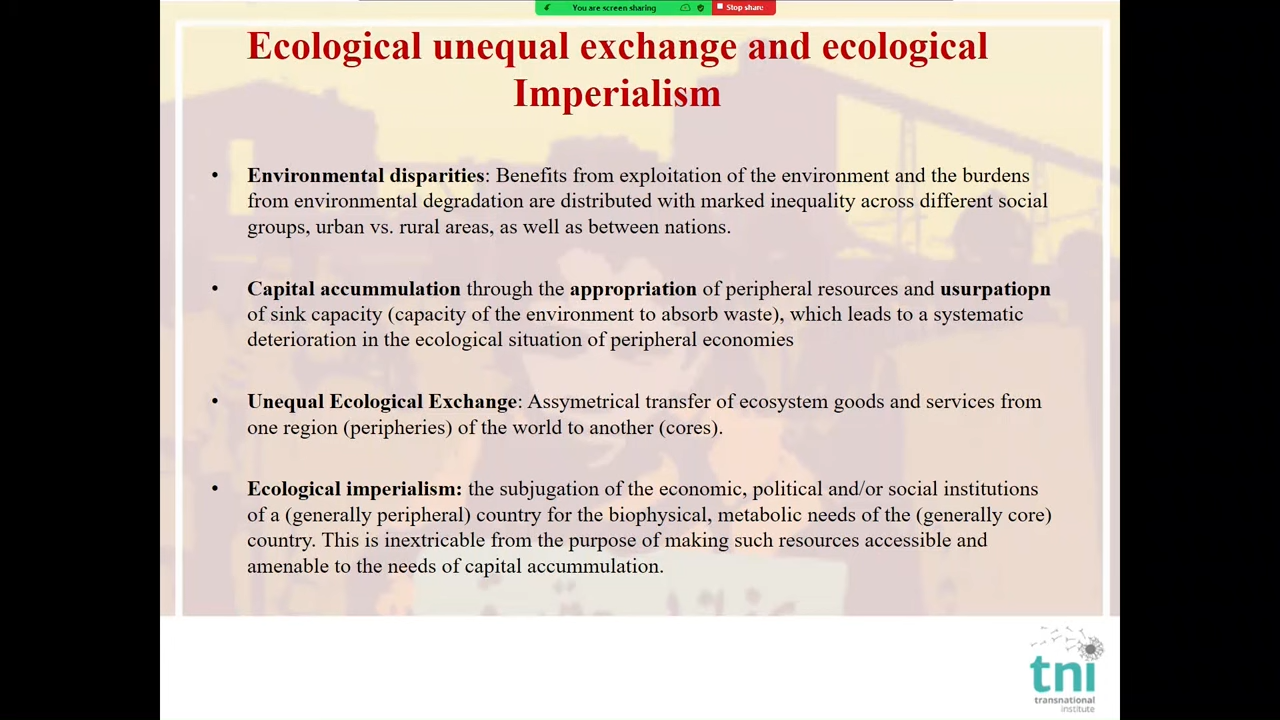 You are screen sharing
Stop share
Ecological unequal exchange and ecological
Imperialism
• Environmental disparities: Benefits from exploitation of the environment and the burdens
from environmental degradation are distributed with marked inequality across different social
groups, urban vs. rural areas, as well as between nations.
• Capital accummulation through the appropriation of peripheral resources and usurpatiopn
of sink capacity (capacity of the environment to absorb waste), which leads to a systematic
deterioration in the ecological situation of peripheral economies
• Unequal Ecological Exchange: Assymetrical transfer of ecosystem goods and services from
one region (peripheries) of the world to another (cores).
• Ecological imperialism: the subjugation of the economic, political and/or social institutions
of a (generally peripheral) country for the biophysical, metabolic needs of the (generally core)
country. This is inextricable from the purpose of making such resources accessible and
amenable to the needs of capital accummulation.
tni
transnational
institute